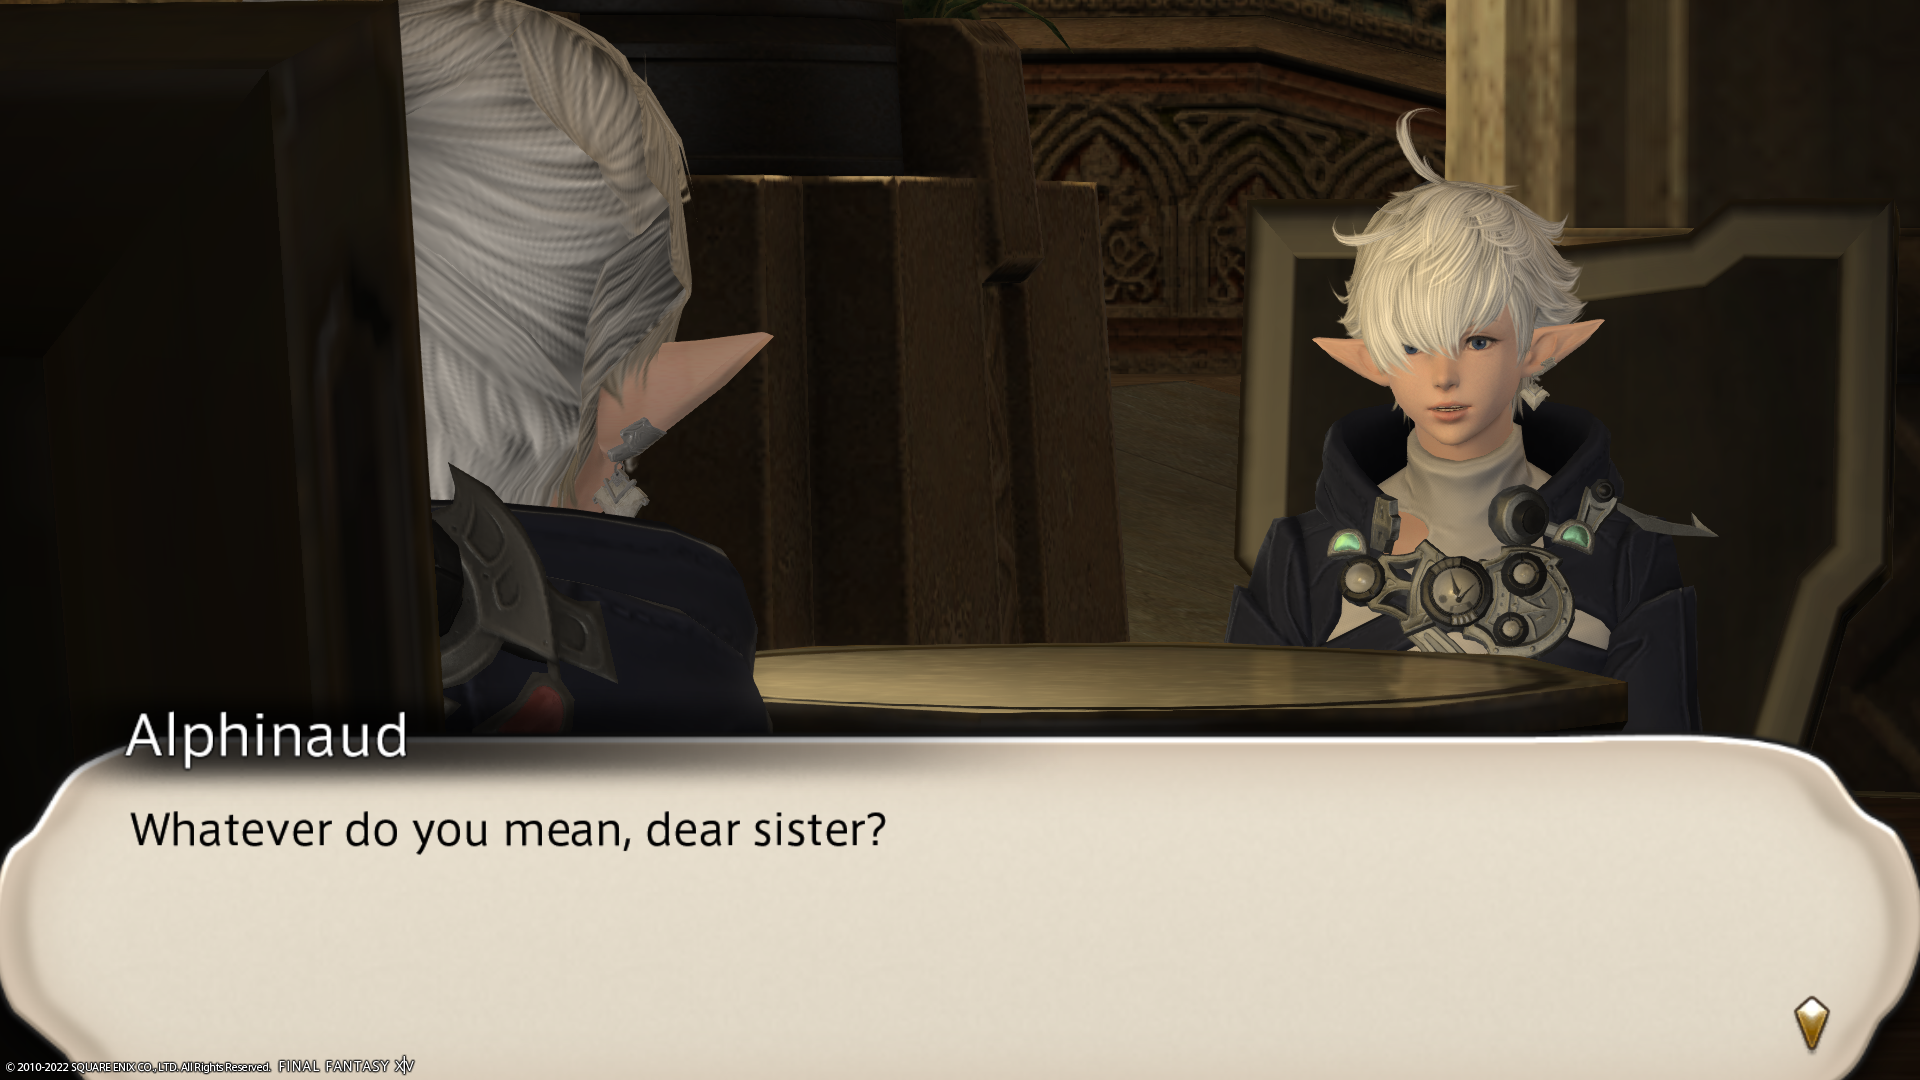 Alphinaud
Whatever do you mean, dear sister?
© 2010-2022 SQUARE ENIX CO., LTD. All Rights Reserved. FINAL FANTASY XIV